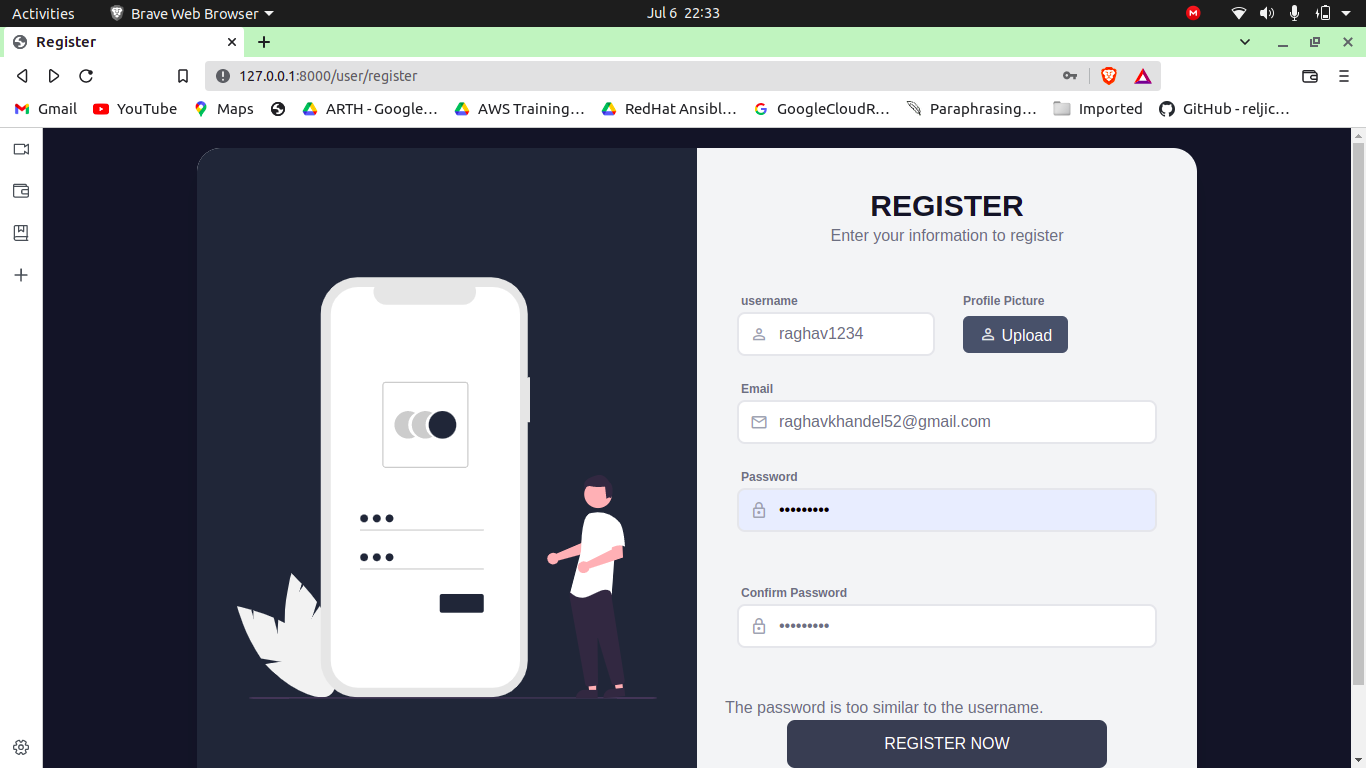 Activities Brave Web Browser Jul 6 22:33
Register
127.0.0.1:8000/user/register
Gmail YouTube Maps ARTH - Google… AWS Training… RedHat Ansibl… GoogleCloudR… Paraphrasing… Imported GitHub - reljic…
REGISTER
Enter your information to register
username Profile Picture
raghav1234 Upload
Email
raghavkhandel52@gmail.com
Password
•••••••••
Confirm Password
•••••••••
The password is too similar to the username.
REGISTER NOW